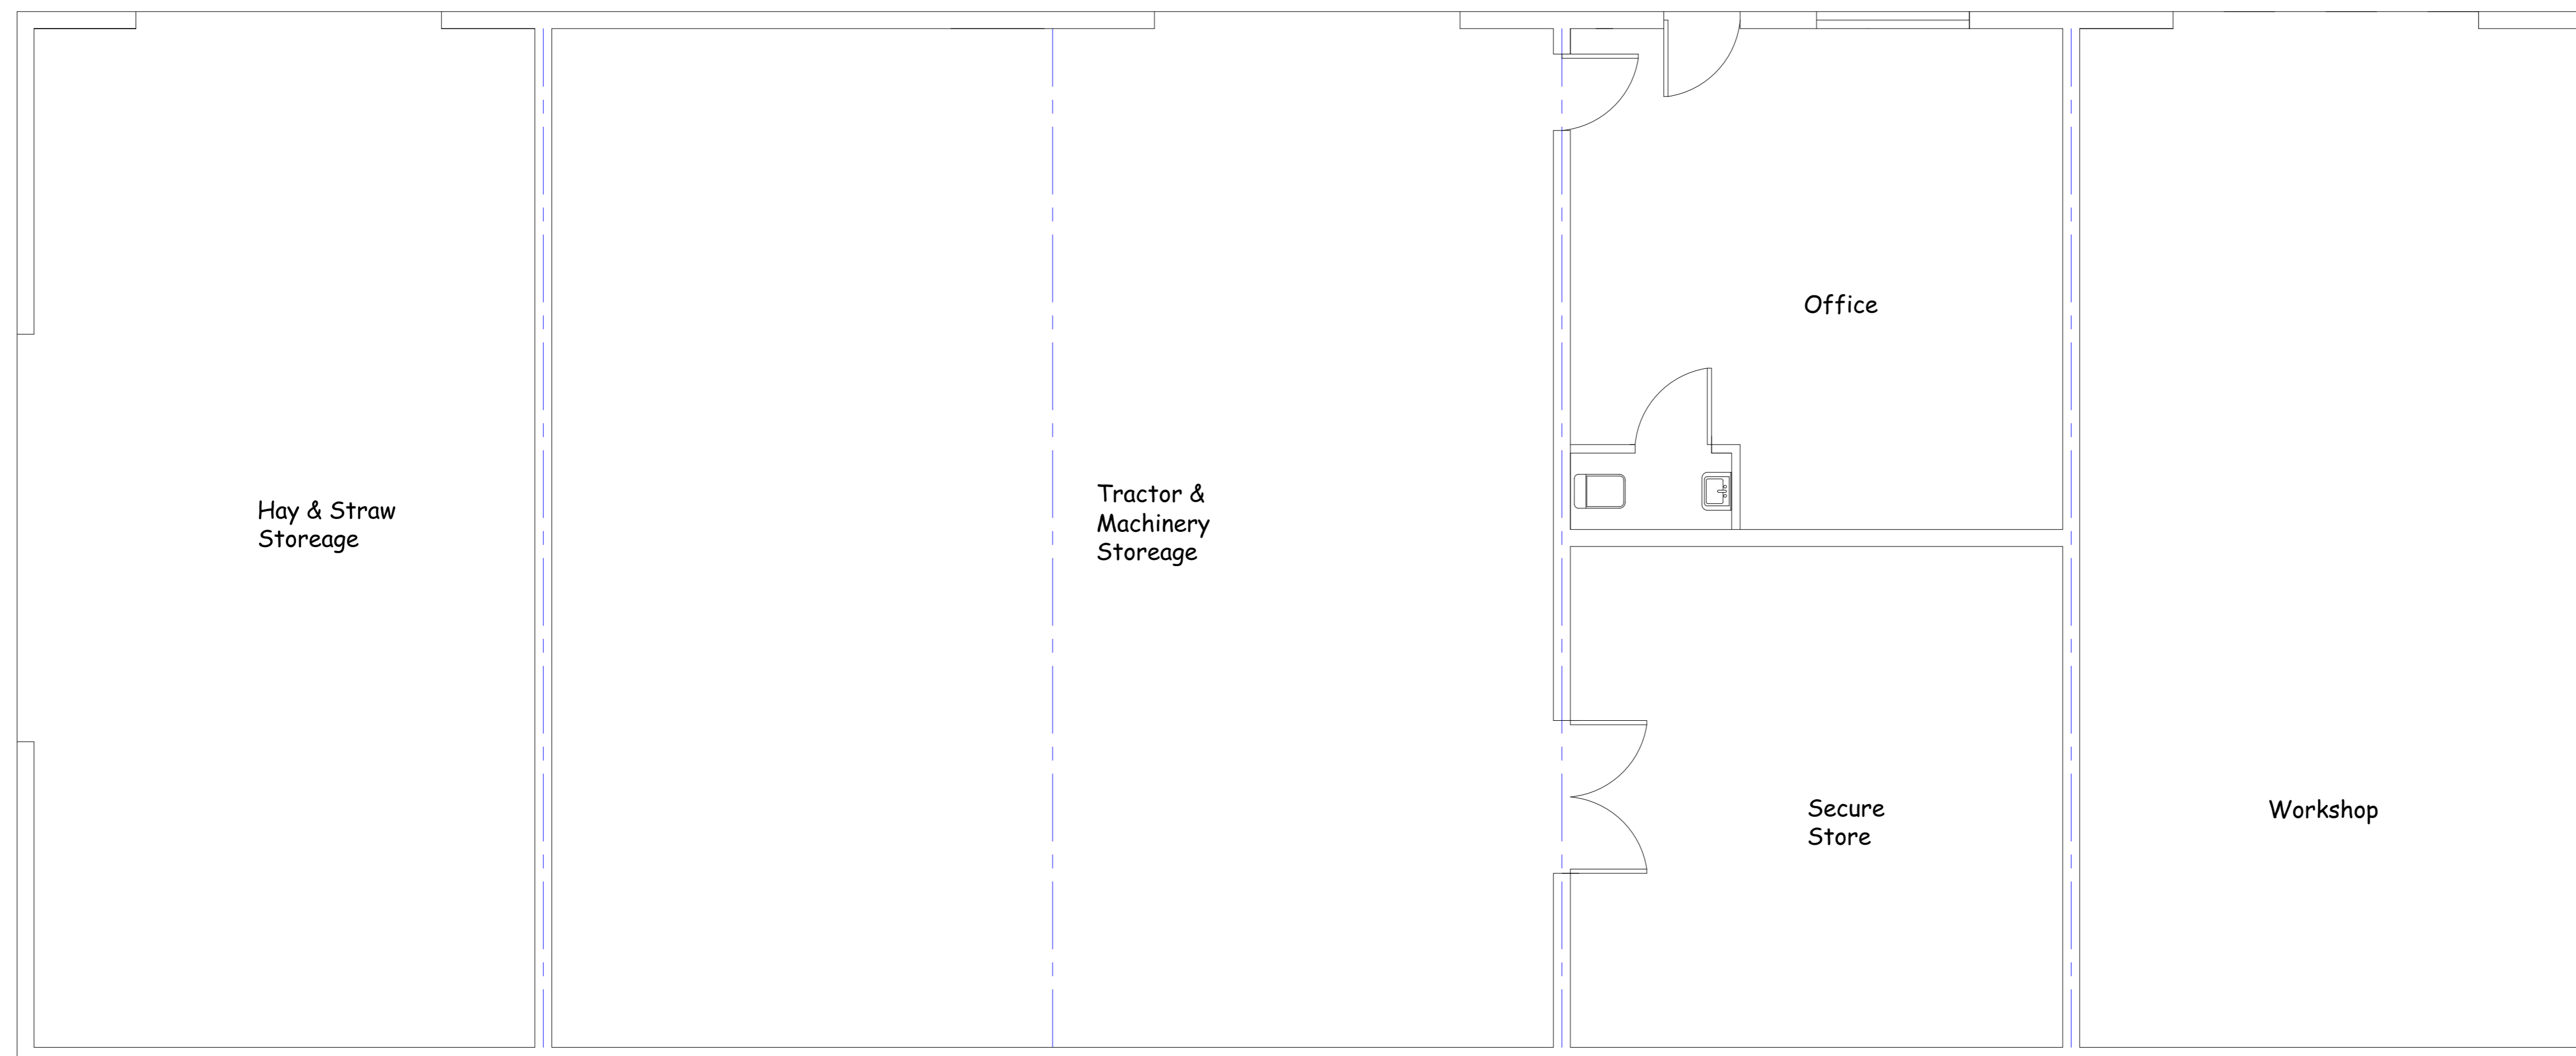 Hay & Straw
Storeage
Tractor &
Machinery
Storeage
Office
Secure
Store
Workshop